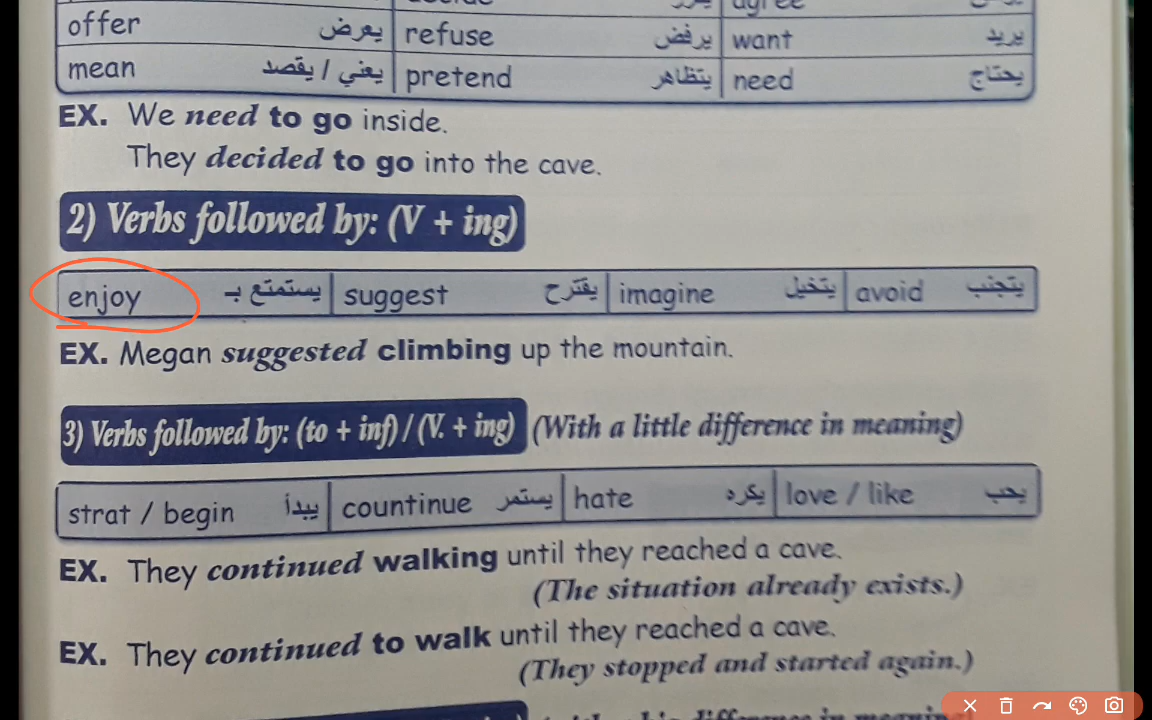 agree
offer يعرض refuse يرفض want يريد
mean يعني / يقصد pretend يتظاهر need يحتاج
EX. We need to go inside.
They decided to go into the cave.
2) Verbs followed by: (V + ing)
enjoy يستمتع بـ suggest يقترح imagine يتخيل avoid يتجنب
EX. Megan suggested climbing up the mountain.
3) Verbs followed by: (to + inf) / (V. + ing) (With a little difference in meaning)
strat / begin يبدأ countinue يستمر hate يكره love / like يحب
EX. They continued walking until they reached a cave.
(The situation already exists.)
EX. They continued to walk until they reached a cave.
(They stopped and started again.)